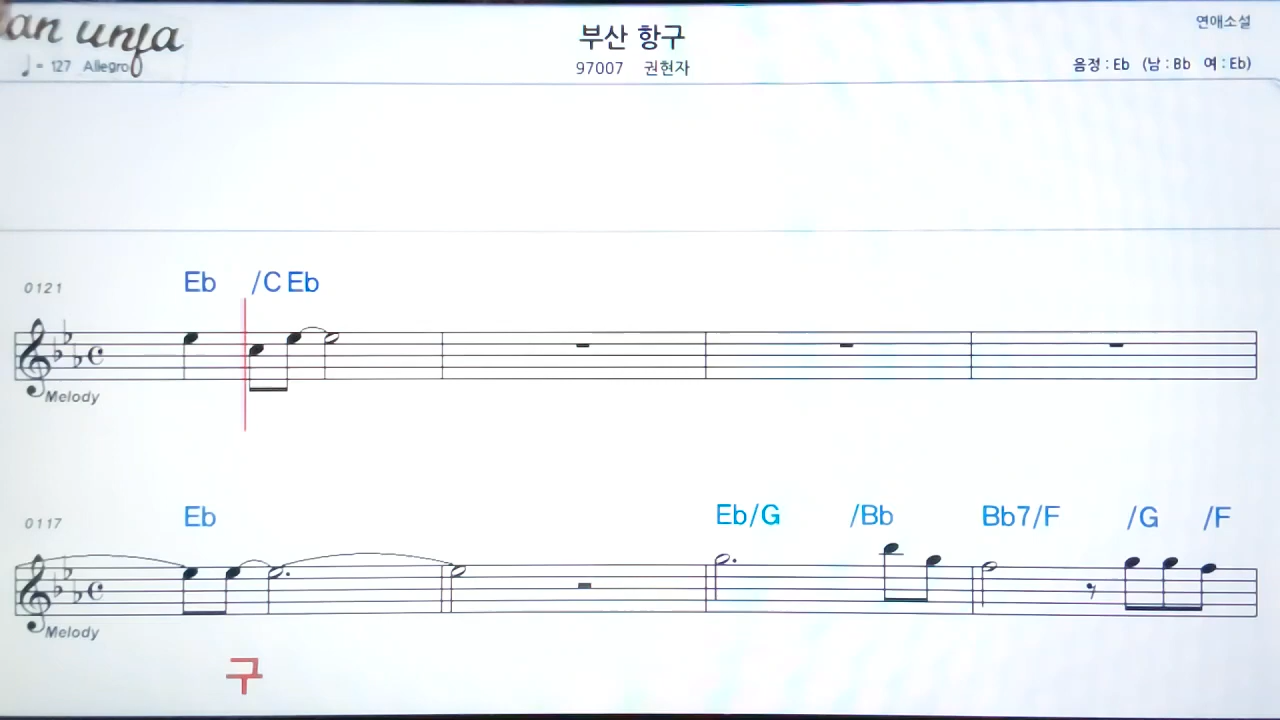 an unfa
부산 항구
연애소설
♩ = 127 Allegro
97007 권현자
음정 : Eb (남 : Bb 여 : Eb)
Eb /C Eb
0121
Melody
Eb Eb/G /Bb Bb7/F /G /F
0117
Melody
구